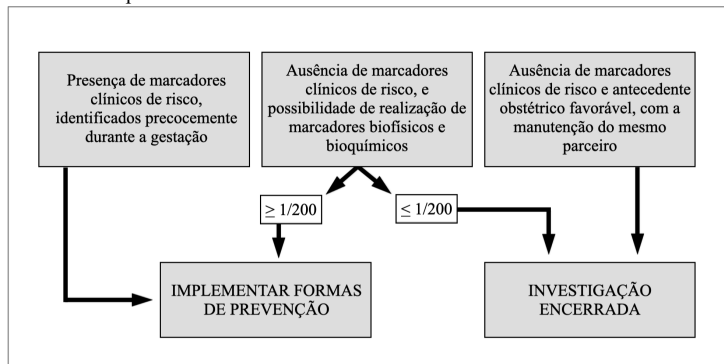 Presença de marcadores
clínicos de risco,
identificados precocemente
durante a gestação
Ausência de marcadores
clínicos de risco, e
possibilidade de realização de
marcadores biofísicos e
bioquímicos
Ausência de marcadores
clínicos de risco e antecedente
obstétrico favorável, com a
manutenção do mesmo
parceiro
≥ 1/200
≤ 1/200
IMPLEMENTAR FORMAS
DE PREVENÇÃO
INVESTIGAÇÃO
ENCERRADA